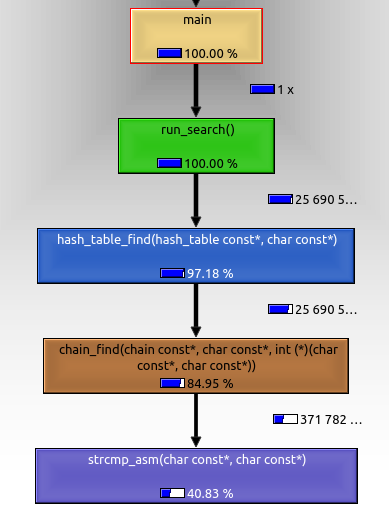 main
100.00 %
1 x
run_search()
100.00 %
25 690 5…
hash_table_find(hash_table const*, char const*)
97.18 %
25 690 5…
chain_find(chain const*, char const*, int (*)(char
const*, char const*))
84.95 %
371 782 …
strcmp_asm(char const*, char const*)
40.83 %